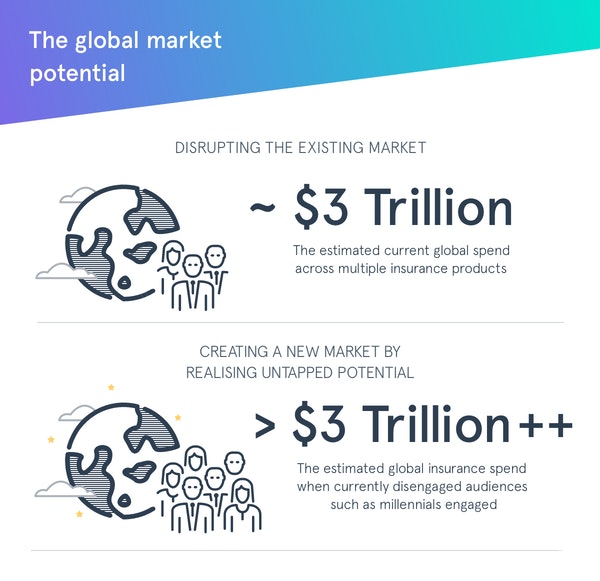 The global market
potential
DISRUPTING THE EXISTING MARKET
~ $3 Trillion
The estimated current global spend
across multiple insurance products
CREATING A NEW MARKET BY
REALISING UNTAPPED POTENTIAL
> $3 Trillion++
The estimated global insurance spend
when currently disengaged audiences
such as millennials engaged